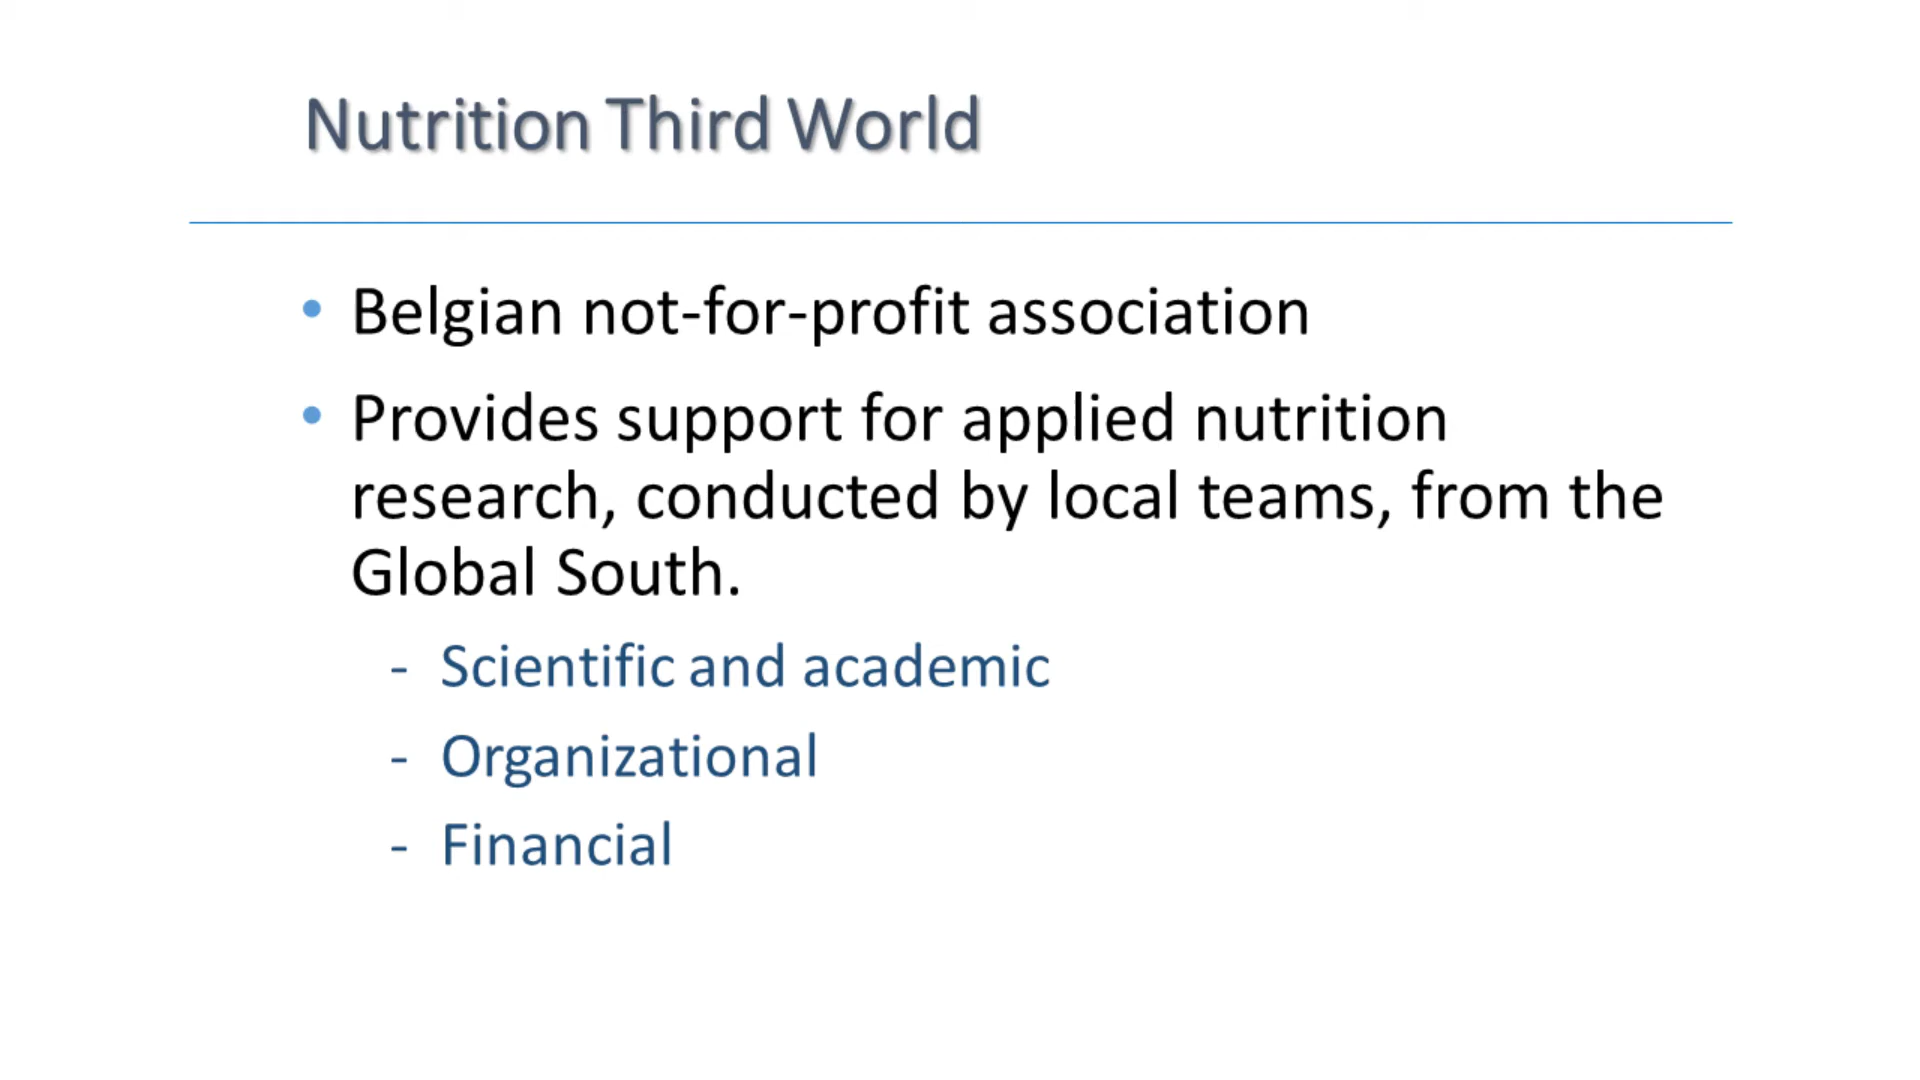 Nutrition Third World
• Belgian not-for-profit association
• Provides support for applied nutrition
research, conducted by local teams, from the
Global South.
- Scientific and academic
- Organizational
- Financial